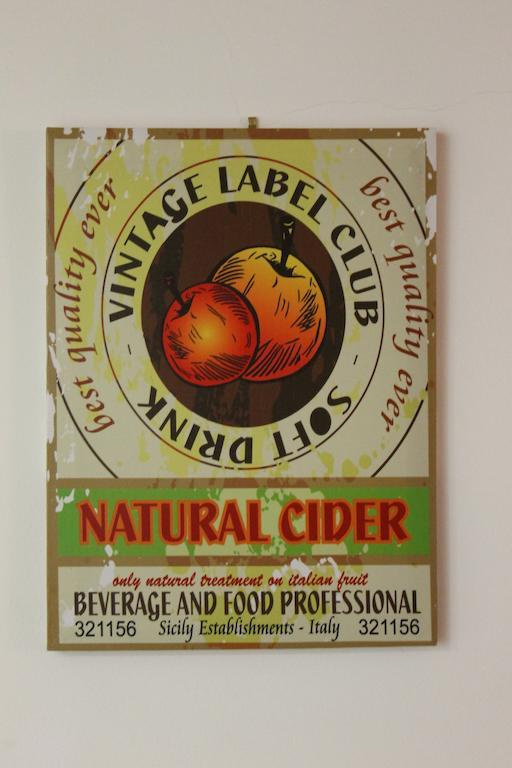 VINTAGE LABEL CLUB
- SOFT DRINK -
best quality ever
best quality ever
NATURAL CIDER
only natural treatment on italian fruit
BEVERAGE AND FOOD PROFESSIONAL
321156 Sicily Establishments - Italy 321156